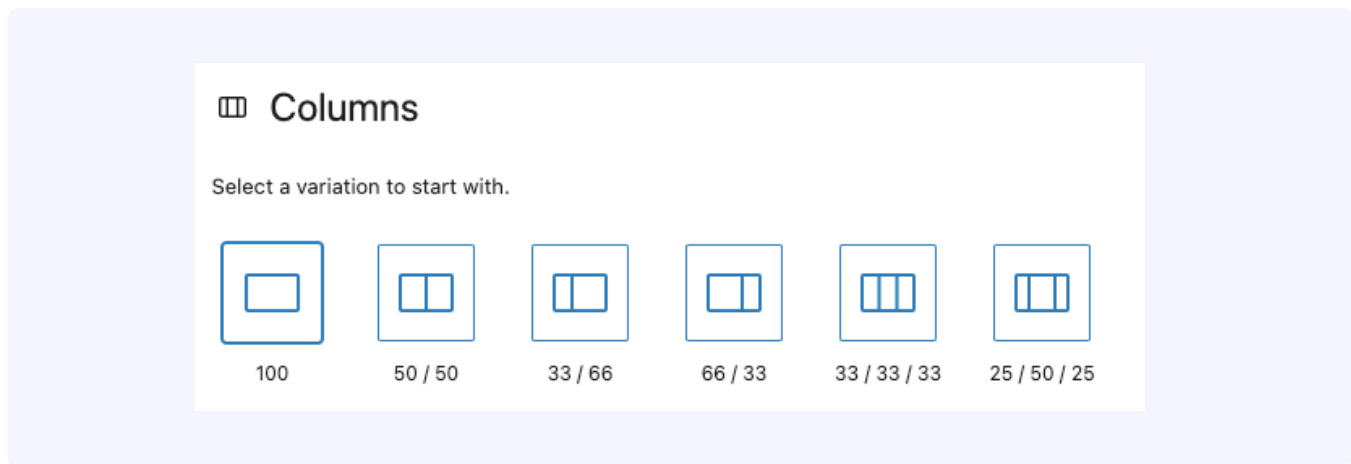 Columns
Select a variation to start with.
100
50 / 50
33 / 66
66 / 33
33 / 33 / 33
25 / 50 / 25